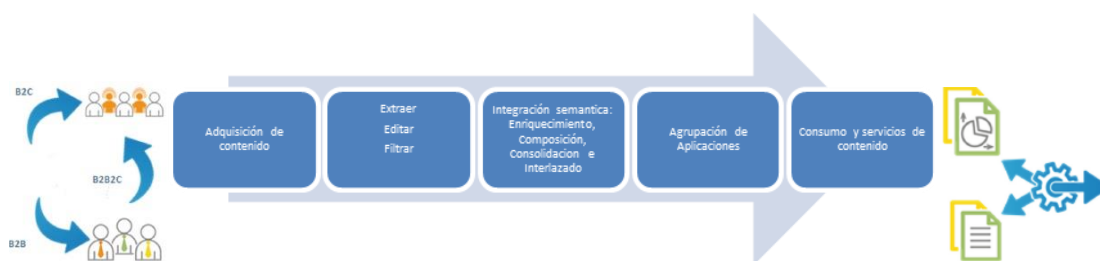 B2C
B2B2C
B2B
Adquisición de
contenido
Extraer
Editar
Filtrar
Integración semantica:
Enriquecimiento,
Composición,
Consolidacion e
Interlazado
Agrupación de
Aplicaciones
Consumo y servicios de
contenido